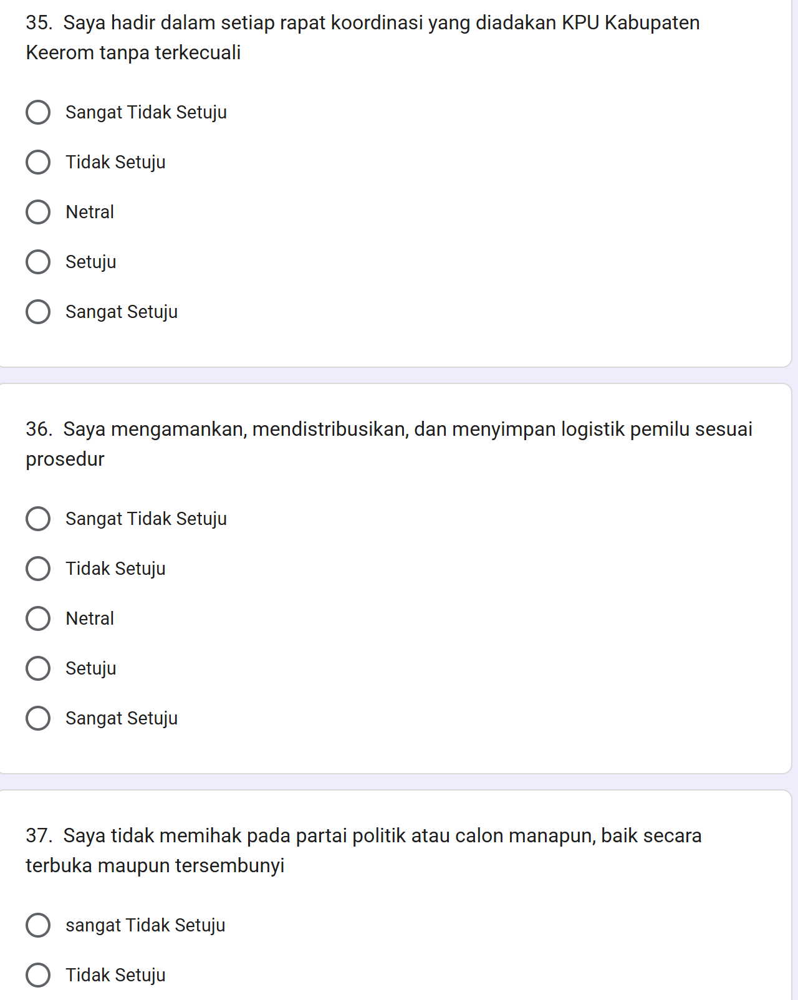 35.  Saya hadir dalam setiap rapat koordinasi yang diadakan KPU Kabupaten
Keerom tanpa terkecuali
Sangat Tidak Setuju
Tidak Setuju
Netral
Setuju
Sangat Setuju
36.  Saya mengamankan, mendistribusikan, dan menyimpan logistik pemilu sesuai
prosedur
Sangat Tidak Setuju
Tidak Setuju
Netral
Setuju
Sangat Setuju
37.  Saya tidak memihak pada partai politik atau calon manapun, baik secara
terbuka maupun tersembunyi
sangat Tidak Setuju
Tidak Setuju